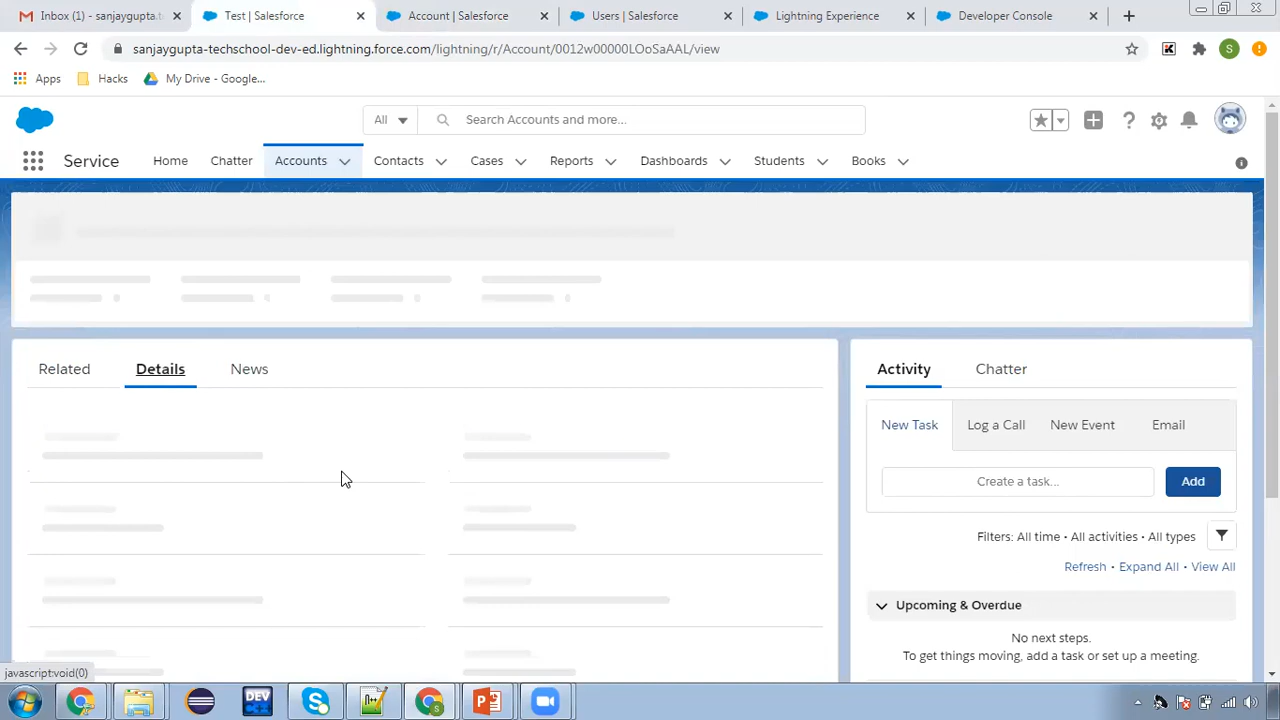 Inbox (1) - sanjaygupta.t
Test | Salesforce
Account | Salesforce
Users | Salesforce
Lightning Experience
Developer Console
sanjaygupta-techschool-dev-ed.lightning.force.com/lightning/r/Account/0012w00000LOoSaAAL/view
S
Apps
Hacks
My Drive - Google...
All
Search Accounts and more...
Service
Home
Chatter
Accounts
Contacts
Cases
Reports
Dashboards
Students
Books
Related
Details
News
Activity
Chatter
New Task
Log a Call
New Event
Email
Create a task...
Add
Filters: All time • All activities • All types
Refresh • Expand All • View All
Upcoming & Overdue
No next steps.
To get things moving, add a task or set up a meeting.
javascript:void(0)
DEV